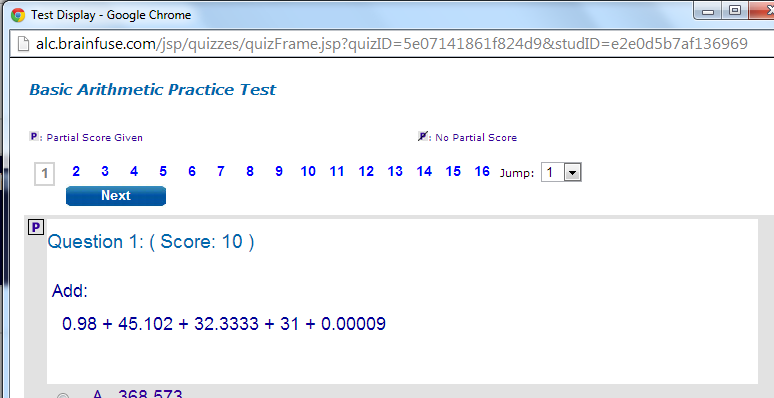 Test Display - Google Chrome
alc.brainfuse.com/jsp/quizzes/quizFrame.jsp?quizID=5e07141861f824d9&studID=e2e0d5b7af136969
Basic Arithmetic Practice Test
P: Partial Score Given P: No Partial Score
1 2 3 4 5 6 7 8 9 10 11 12 13 14 15 16 Jump: 1
Next
P
Question 1: ( Score: 10 )
Add:
0.98 + 45.102 + 32.3333 + 31 + 0.00009
A. 368.573